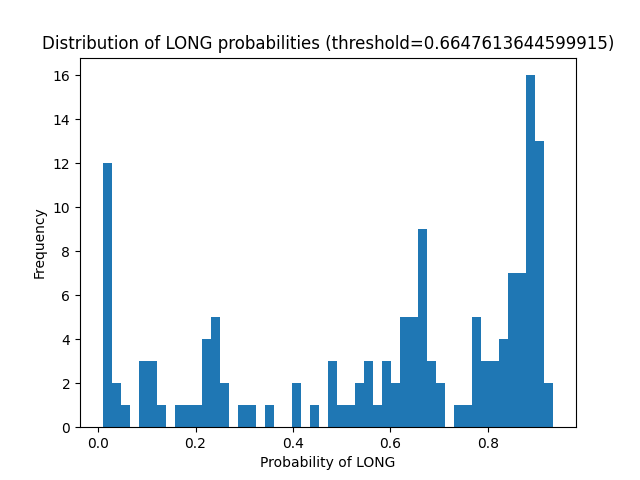 Distribution of LONG probabilities (threshold=0.6647613644599915)
16
14
12
10
8
6
4
2
0
Frequency
0.0 0.2 0.4 0.6 0.8
Probability of LONG